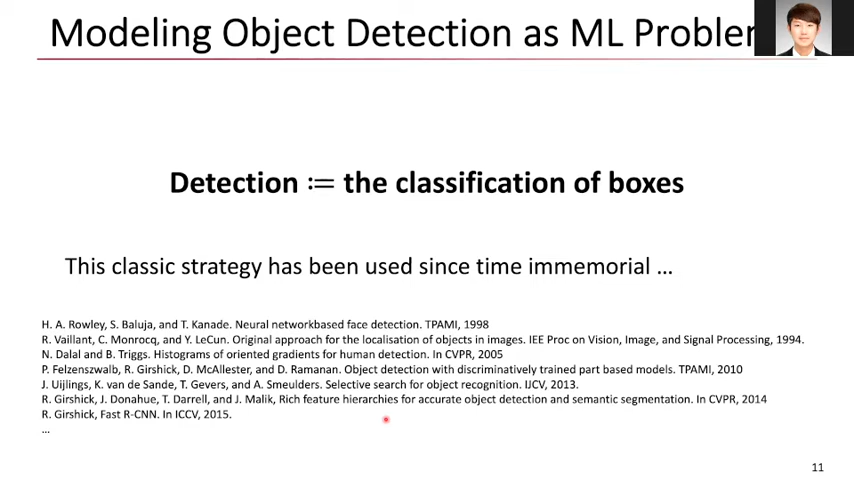 Modeling Object Detection as ML Proble
Detection ≔ the classification of boxes
This classic strategy has been used since time immemorial …
H. A. Rowley, S. Baluja, and T. Kanade. Neural networkbased face detection. TPAMI, 1998
R. Vaillant, C. Monrocq, and Y. LeCun. Original approach for the localisation of objects in images. IEE Proc on Vision, Image, and Signal Processing, 1994.
N. Dalal and B. Triggs. Histograms of oriented gradients for human detection. In CVPR, 2005
P. Felzenszwalb, R. Girshick, D. McAllester, and D. Ramanan. Object detection with discriminatively trained part based models. TPAMI, 2010
J. Uijlings, K. van de Sande, T. Gevers, and A. Smeulders. Selective search for object recognition. IJCV, 2013.
R. Girshick, J. Donahue, T. Darrell, and J. Malik, Rich feature hierarchies for accurate object detection and semantic segmentation. In CVPR, 2014
R. Girshick, Fast R-CNN. In ICCV, 2015.
…
11